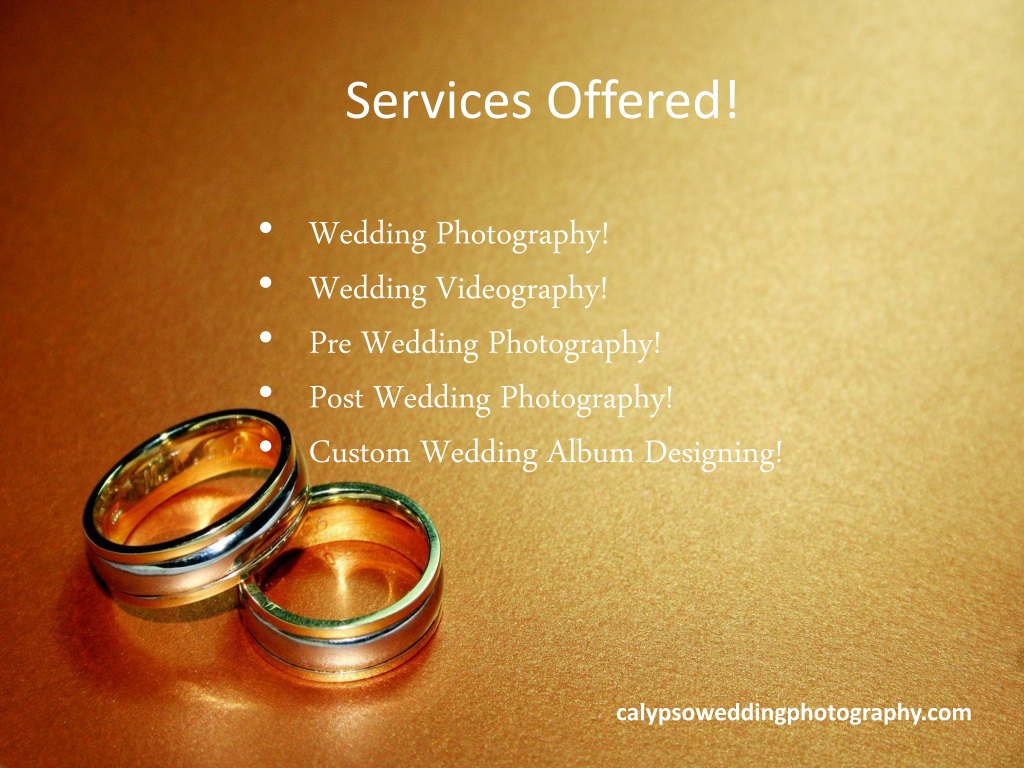 Services Offered!
• Wedding Photography!
• Wedding Videography!
• Pre Wedding Photography!
• Post Wedding Photography!
• Custom Wedding Album Designing!
calypsoweddingphotography.com